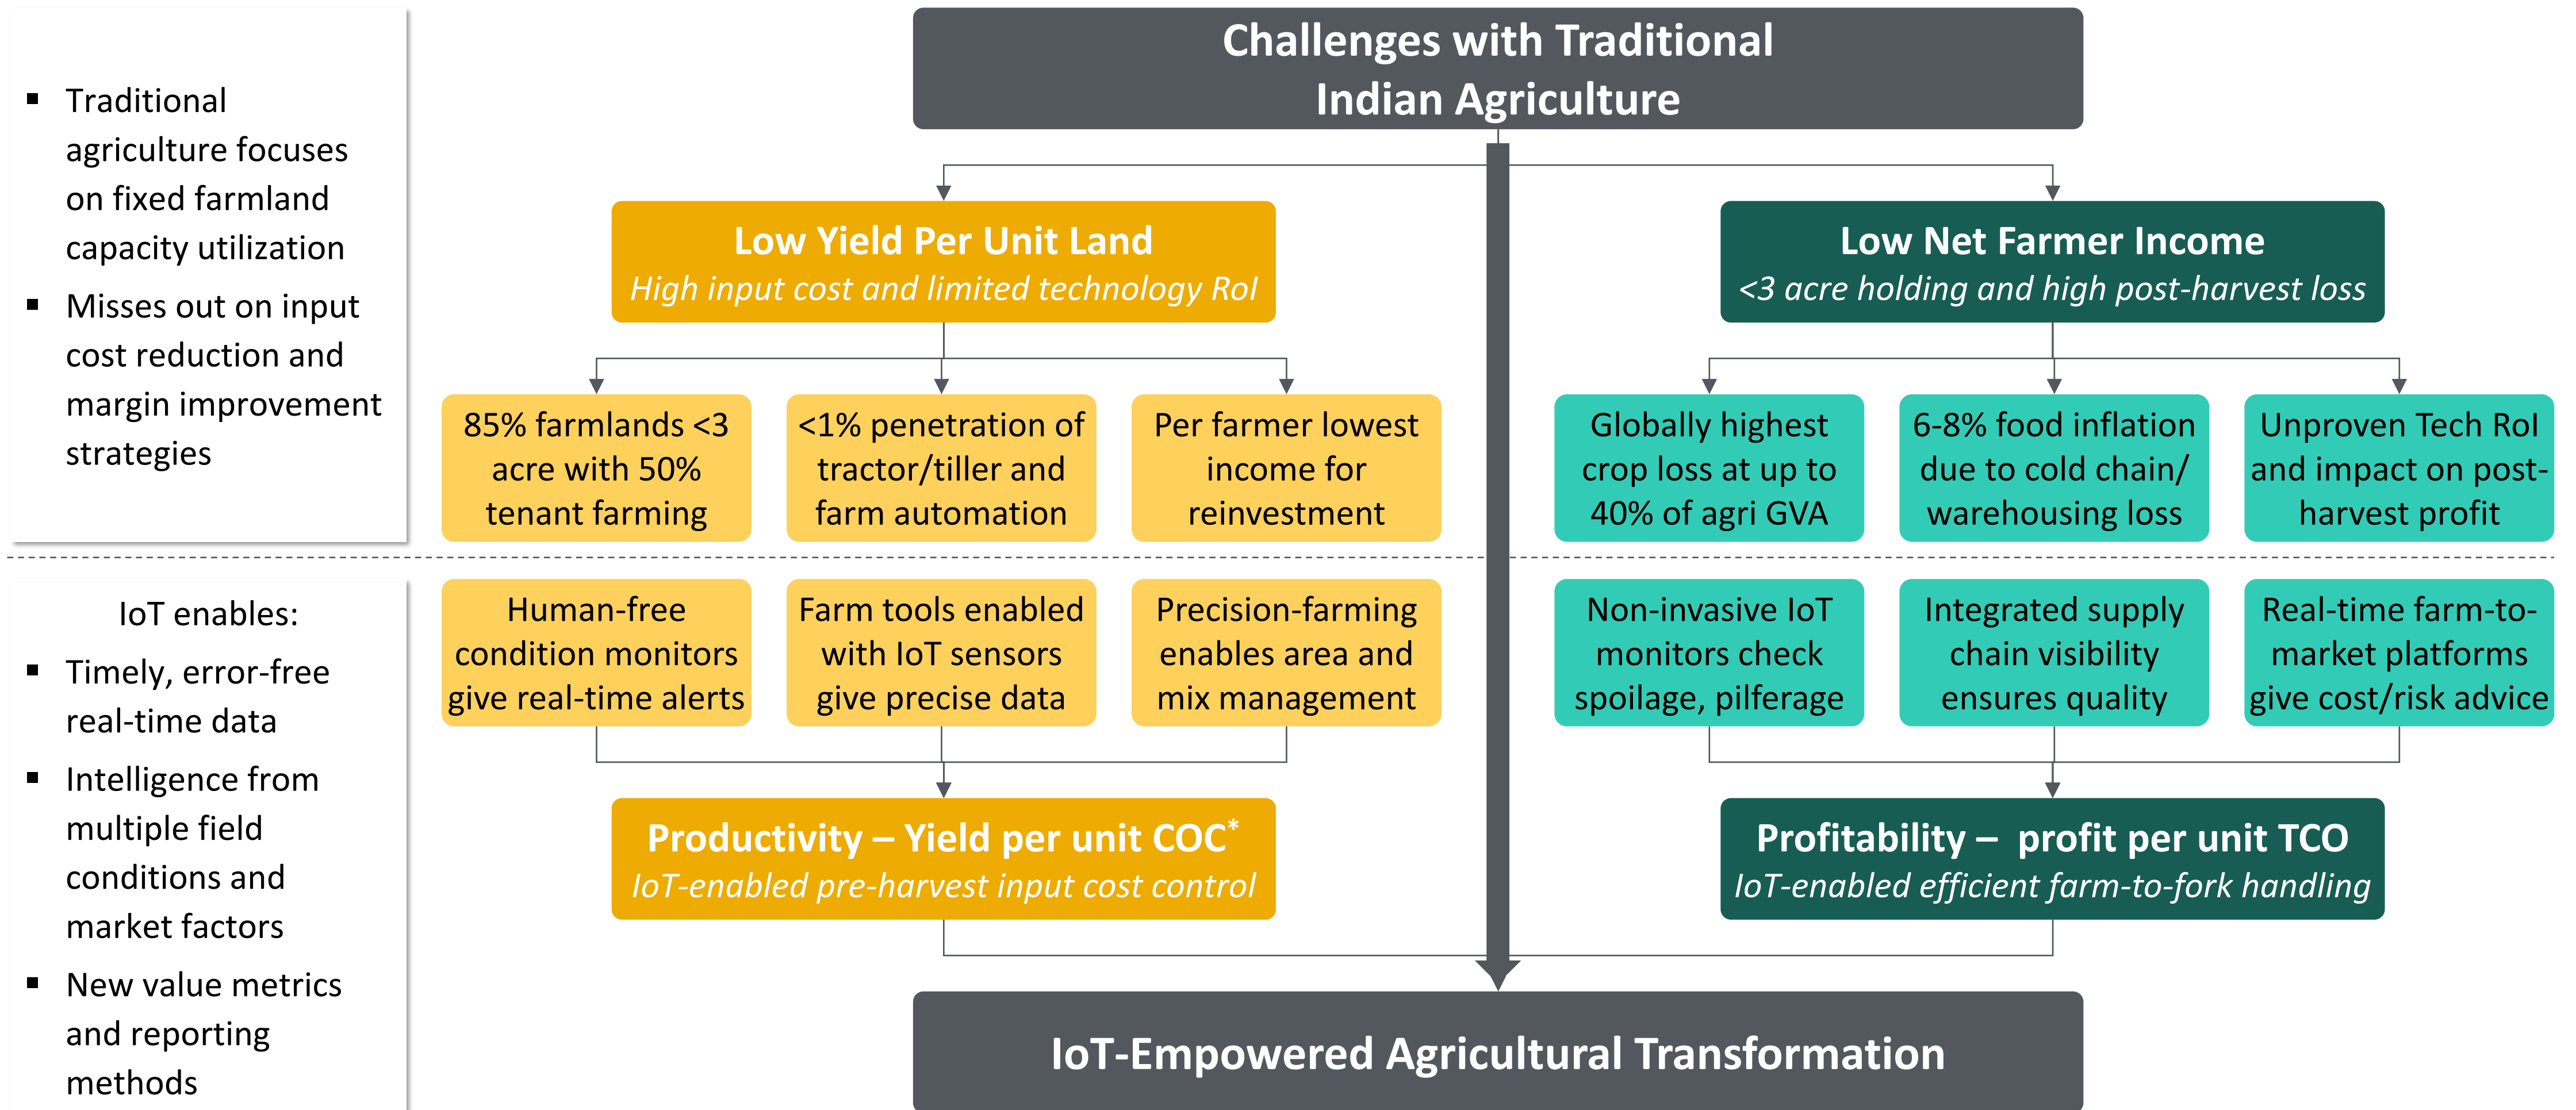 Challenges with Traditional
Indian Agriculture
▪ Traditional
agriculture focuses
on fixed farmland
capacity utilization
▪ Misses out on input
cost reduction and
margin improvement
strategies
Low Yield Per Unit Land
High input cost and limited technology RoI
Low Net Farmer Income
<3 acre holding and high post-harvest loss
85% farmlands <3
acre with 50%
tenant farming
<1% penetration of
tractor/tiller and
farm automation
Per farmer lowest
income for
reinvestment
Globally highest
crop loss at up to
40% of agri GVA
6-8% food inflation
due to cold chain/
warehousing loss
Unproven Tech RoI
and impact on post-
harvest profit
IoT enables:
▪ Timely, error-free
real-time data
▪ Intelligence from
multiple field
conditions and
market factors
▪ New value metrics
and reporting
methods
Human-free
condition monitors
give real-time alerts
Farm tools enabled
with IoT sensors
give precise data
Precision-farming
enables area and
mix management
Non-invasive IoT
monitors check
spoilage, pilferage
Integrated supply
chain visibility
ensures quality
Real-time farm-to-
market platforms
give cost/risk advice
Productivity – Yield per unit COC*
IoT-enabled pre-harvest input cost control
Profitability – profit per unit TCO
IoT-enabled efficient farm-to-fork handling
IoT-Empowered Agricultural Transformation